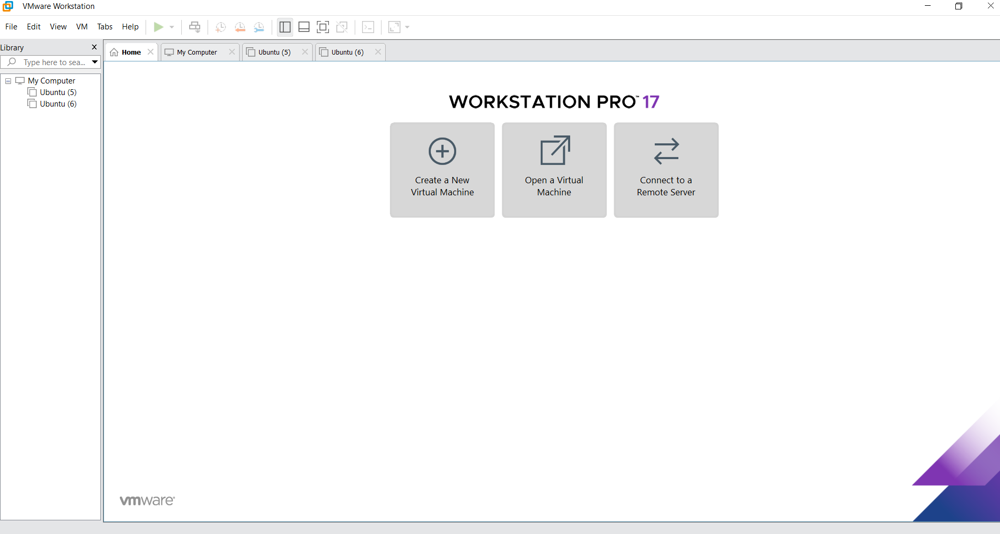 VMware Workstation
File Edit View VM Tabs Help
Library
Type here to sea...
My Computer
Ubuntu (5)
Ubuntu (6)
Home My Computer Ubuntu (5) Ubuntu (6)
WORKSTATION PRO™ 17
Create a New
Virtual Machine
Open a Virtual
Machine
Connect to a
Remote Server
vmware®